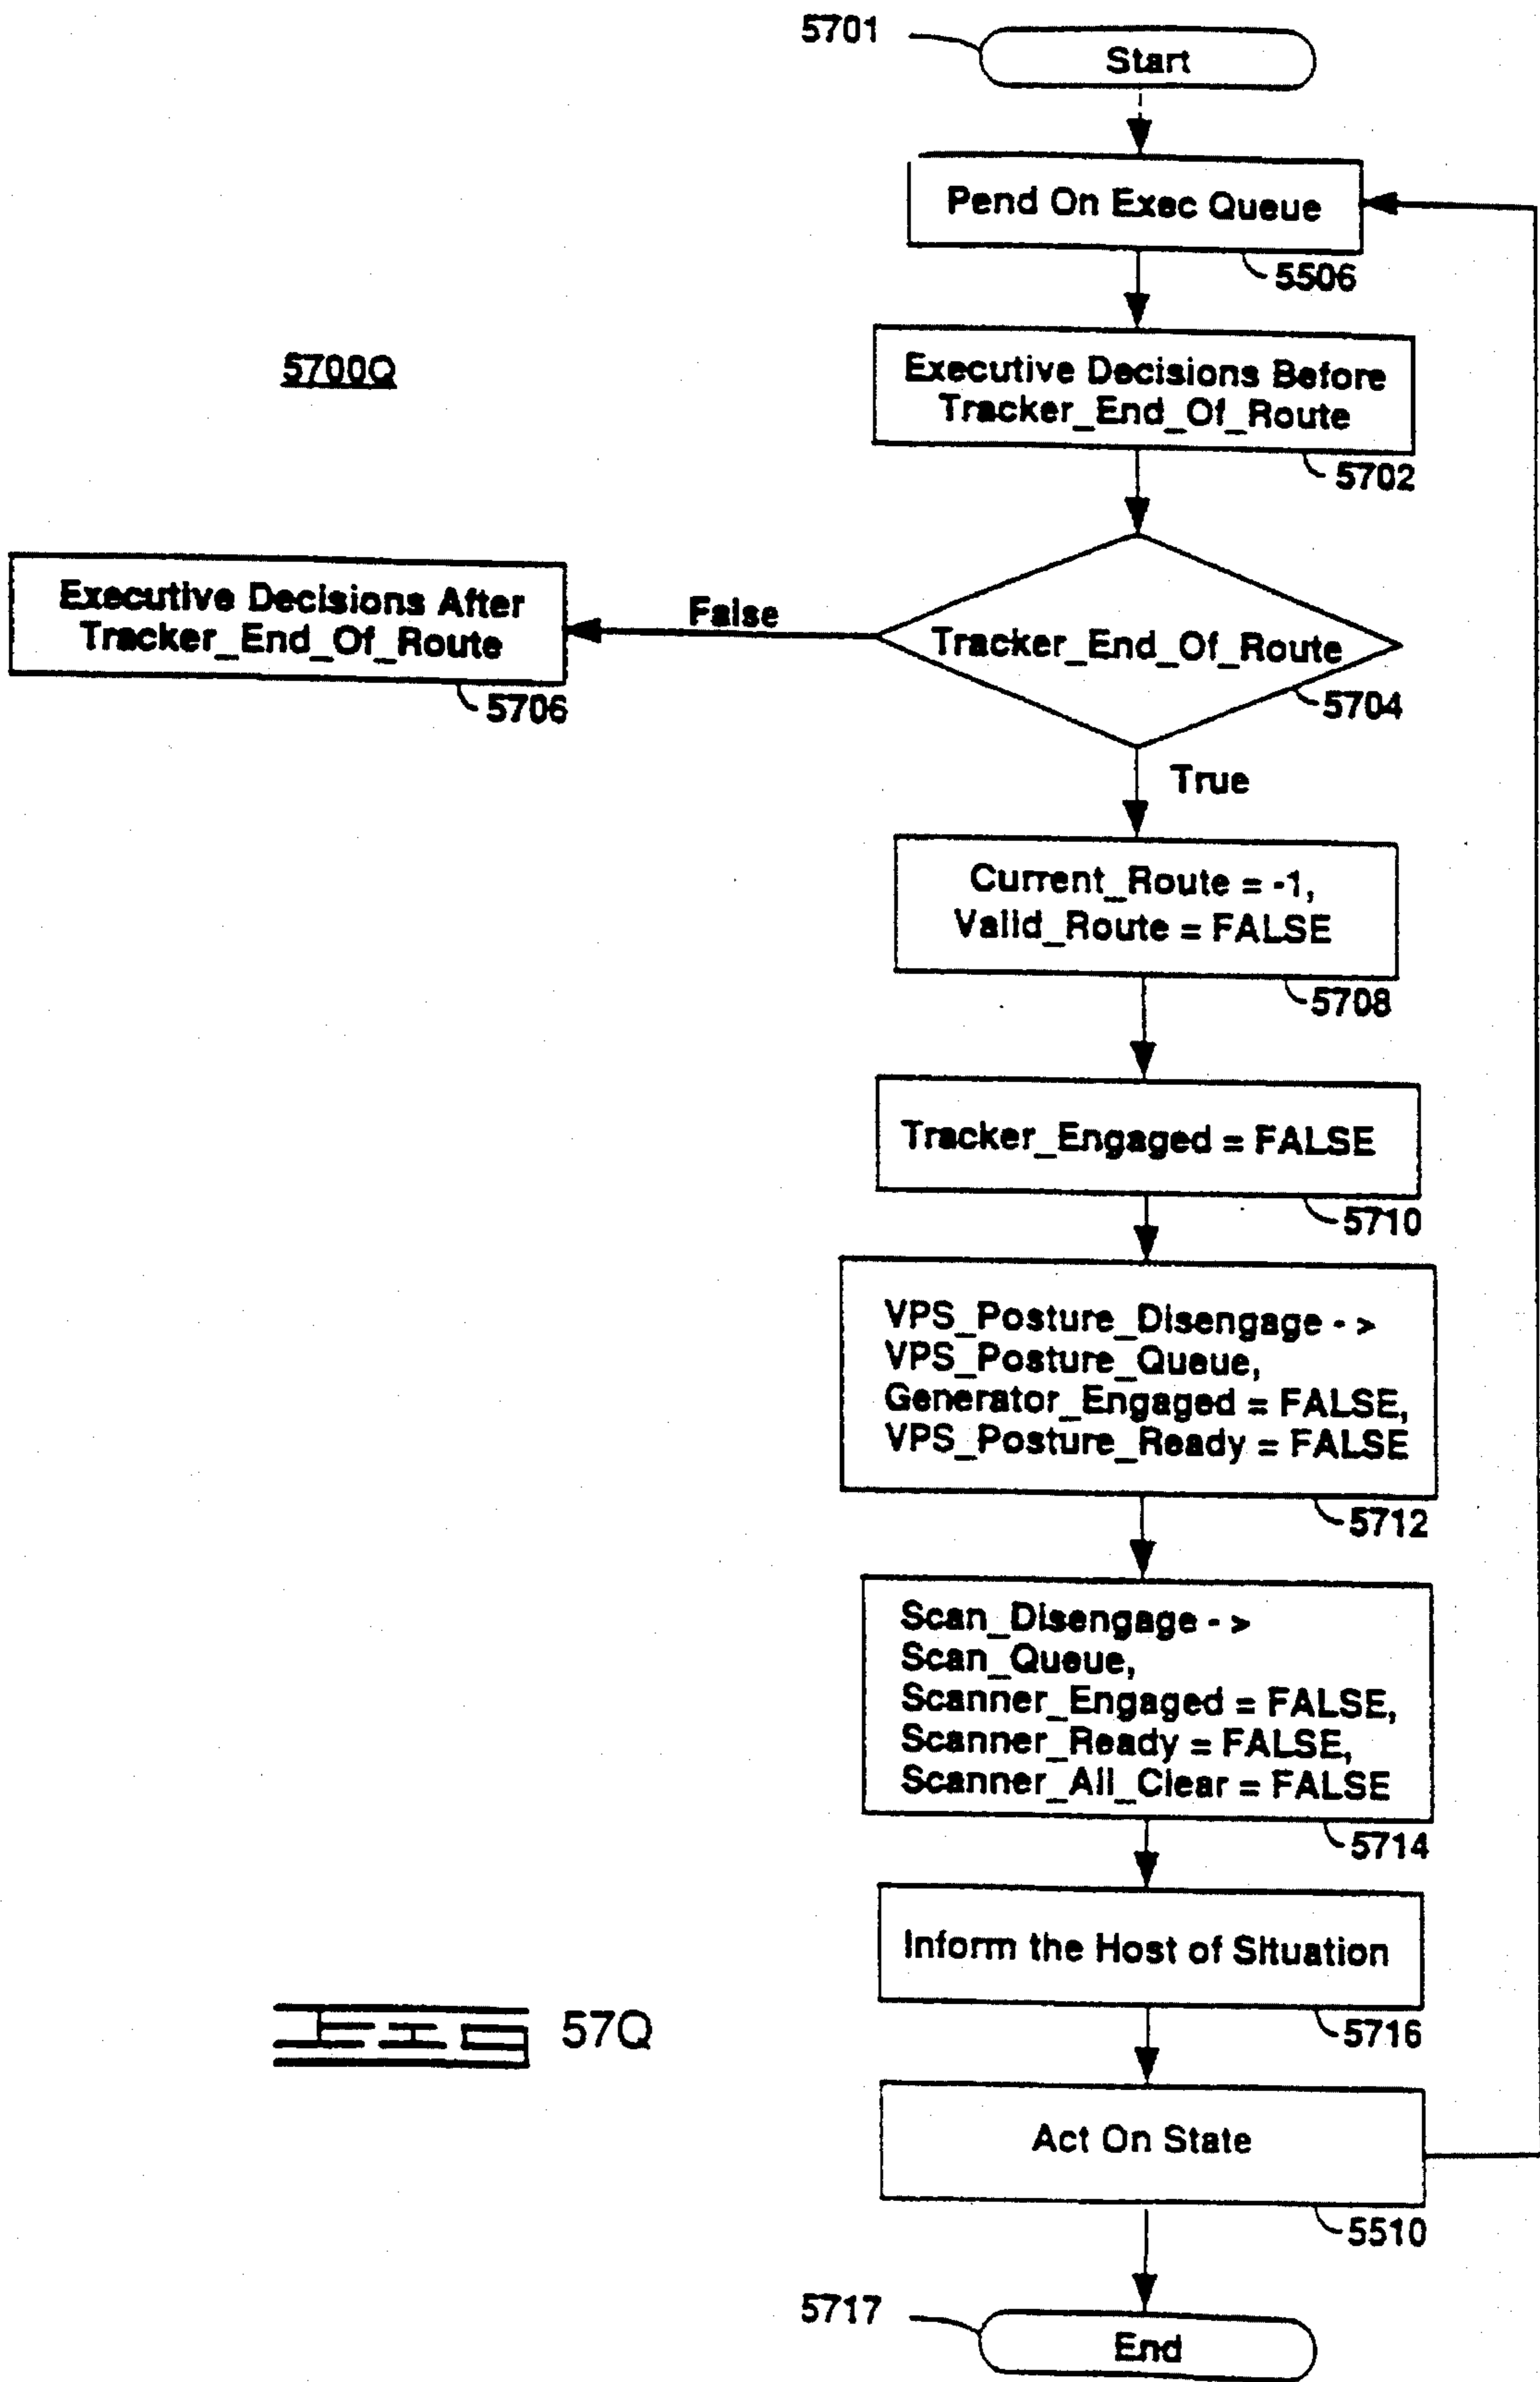 5701
Start
Pend On Exec Queue
5506
5700Q
Executive Decisions Before
Tracker_End_Of_Route
5702
Executive Decisions After
Tracker_End_Of_Route
5706
False
Tracker_End_Of_Route
5704
True
Current_Route = -1,
Valid_Route = FALSE
5708
Tracker_Engaged = FALSE
5710
VPS_Posture_Disengage - >
VPS_Posture_Queue,
Generator_Engaged = FALSE,
VPS_Posture_Ready = FALSE
5712
Scan_Disengage - >
Scan_Queue,
Scanner_Engaged = FALSE,
Scanner_Ready = FALSE,
Scanner_All_Clear = FALSE
5714
Inform the Host of Situation
5716
FIG 57Q
Act On State
5510
5717
End